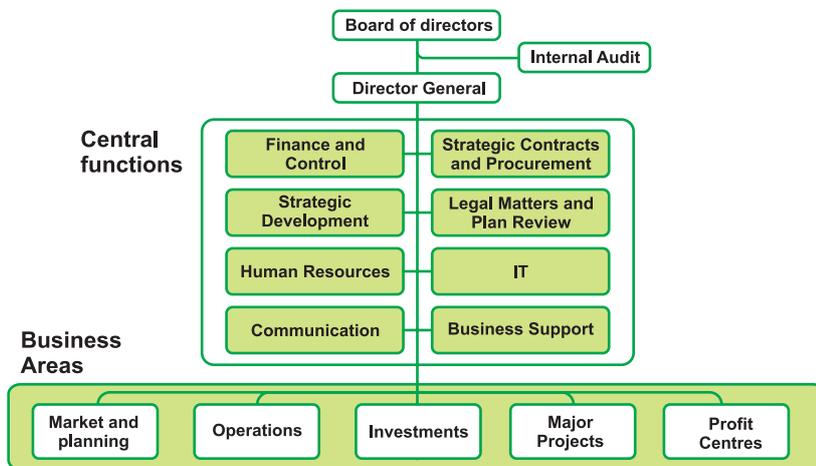 Board of directors
Internal Audit
Director General
Central
functions
Finance and
Control
Strategic Contracts
and Procurement
Strategic
Development
Legal Matters and
Plan Review
Human Resources
IT
Communication
Business Support
Business
Areas
Market and
planning
Operations
Investments
Major
Projects
Profit
Centres